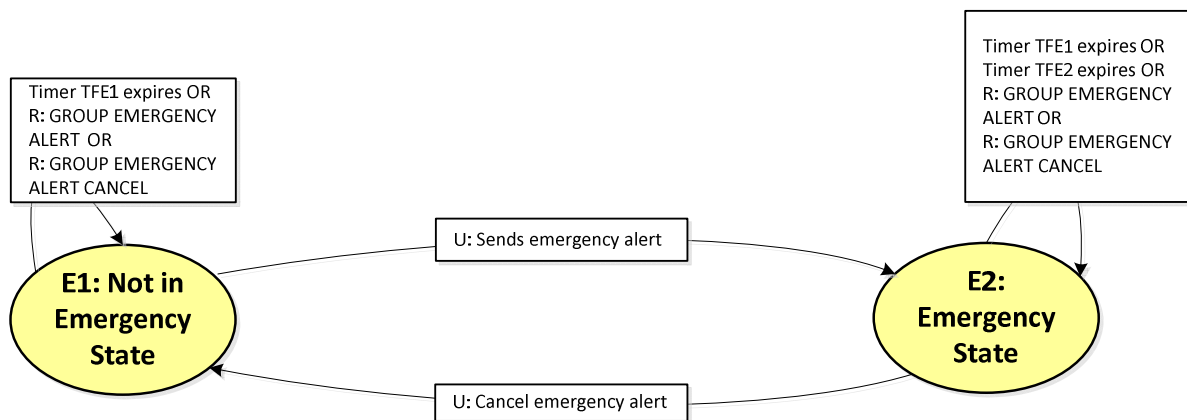 Timer TFE1 expires OR
R: GROUP EMERGENCY
ALERT OR
R: GROUP EMERGENCY
ALERT CANCEL
Timer TFE1 expires OR
Timer TFE2 expires OR
R: GROUP EMERGENCY
ALERT OR
R: GROUP EMERGENCY
ALERT CANCEL
U: Sends emergency alert
E1: Not in
Emergency
State
E2:
Emergency
State
U: Cancel emergency alert